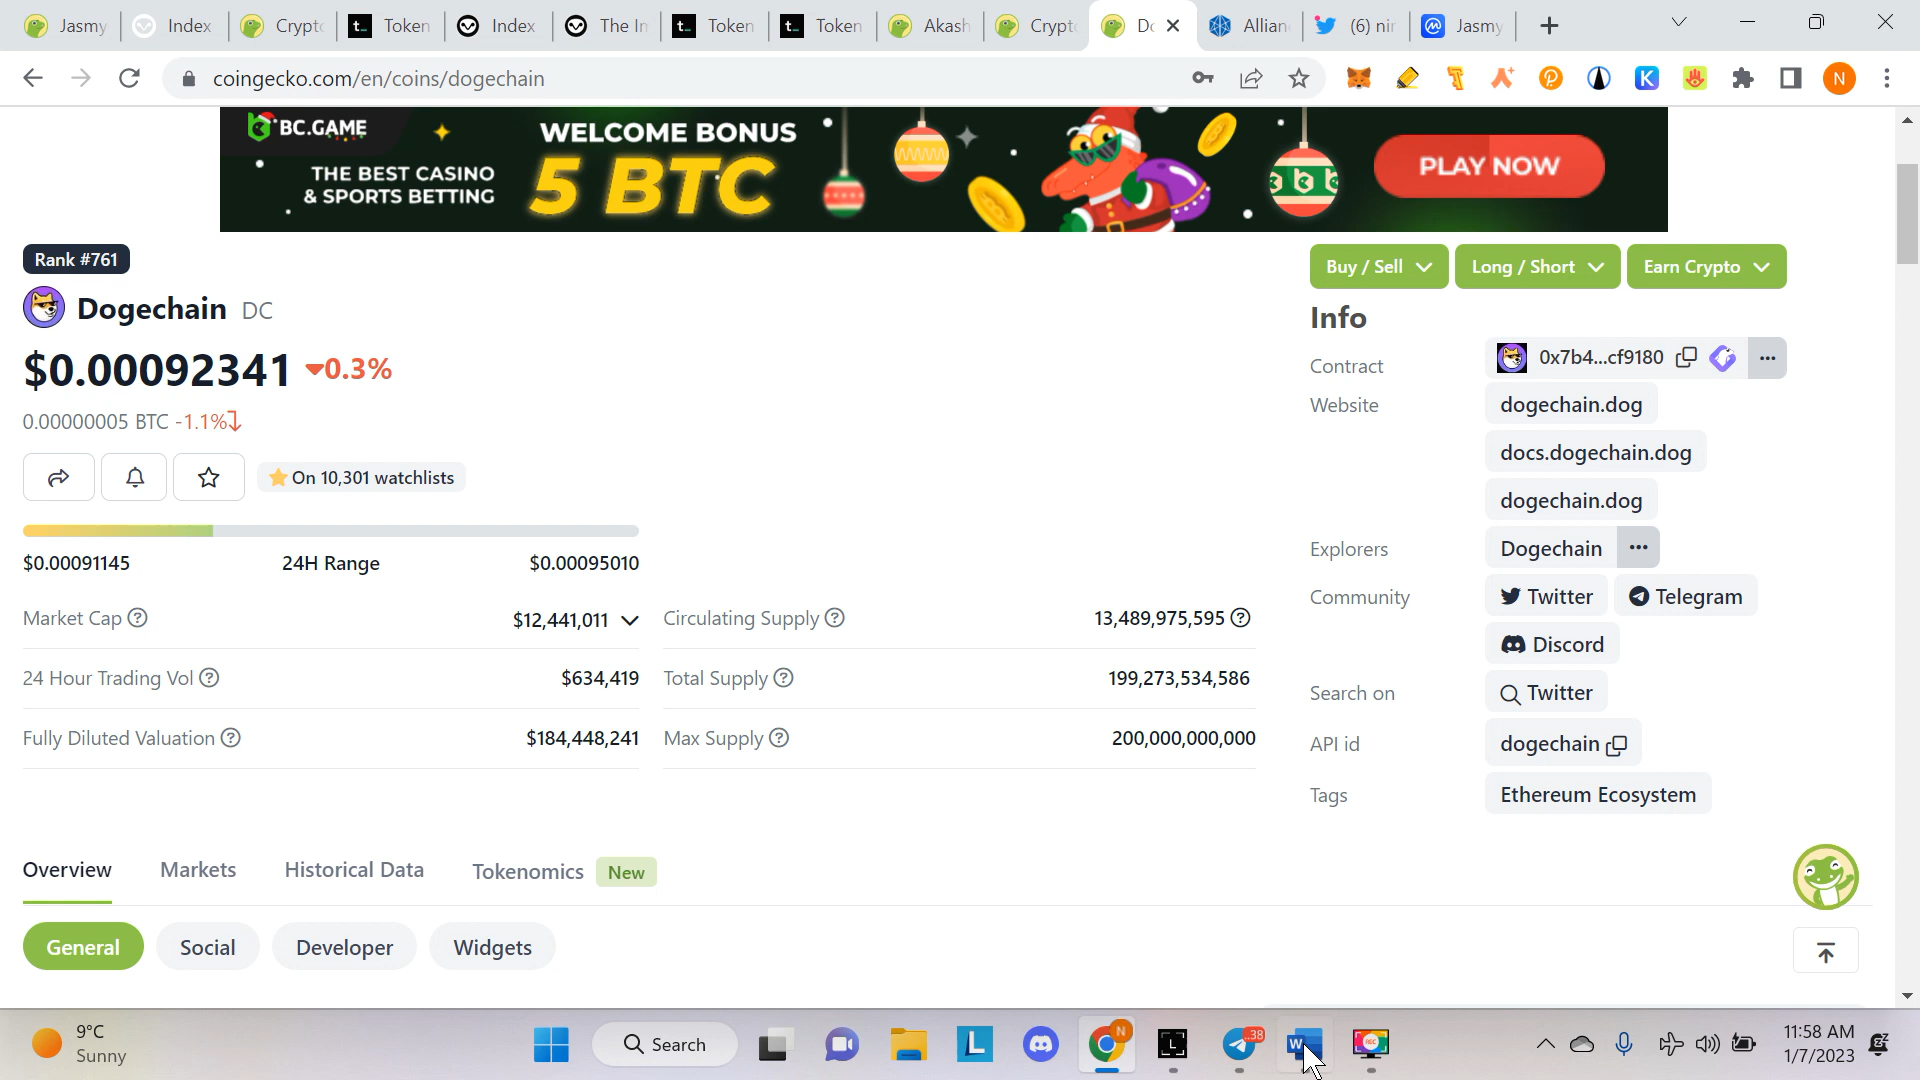 Jasmy
Index
Crypt
Token
Index
The In
Token
Token
Akash
Crypt
Do
Allian
(6) nir
Jasmy
coingecko.com/en/coins/dogechain
N
BC.GAME
THE BEST CASINO
& SPORTS BETTING
WELCOME BONUS
5 BTC
PLAY NOW
Rank #761
Dogechain DC
$0.00092341 0.3%
0.00000005 BTC -1.1%
On 10,301 watchlists
$0.00091145 24H Range $0.00095010
Market Cap $12,441,011
24 Hour Trading Vol $634,419
Fully Diluted Valuation $184,448,241
Circulating Supply 13,489,975,595
Total Supply 199,273,534,586
Max Supply 200,000,000,000
Buy / Sell Long / Short Earn Crypto
Info
Contract 0x7b4...cf9180
Website dogechain.dog
docs.dogechain.dog
dogechain.dog
Explorers Dogechain
Community Twitter Telegram
Discord
Search on Twitter
API id dogechain
Tags Ethereum Ecosystem
Overview Markets Historical Data Tokenomics New
General Social Developer Widgets
9°C
Sunny
Search
N
.38
W
REC
11:58 AM
1/7/2023